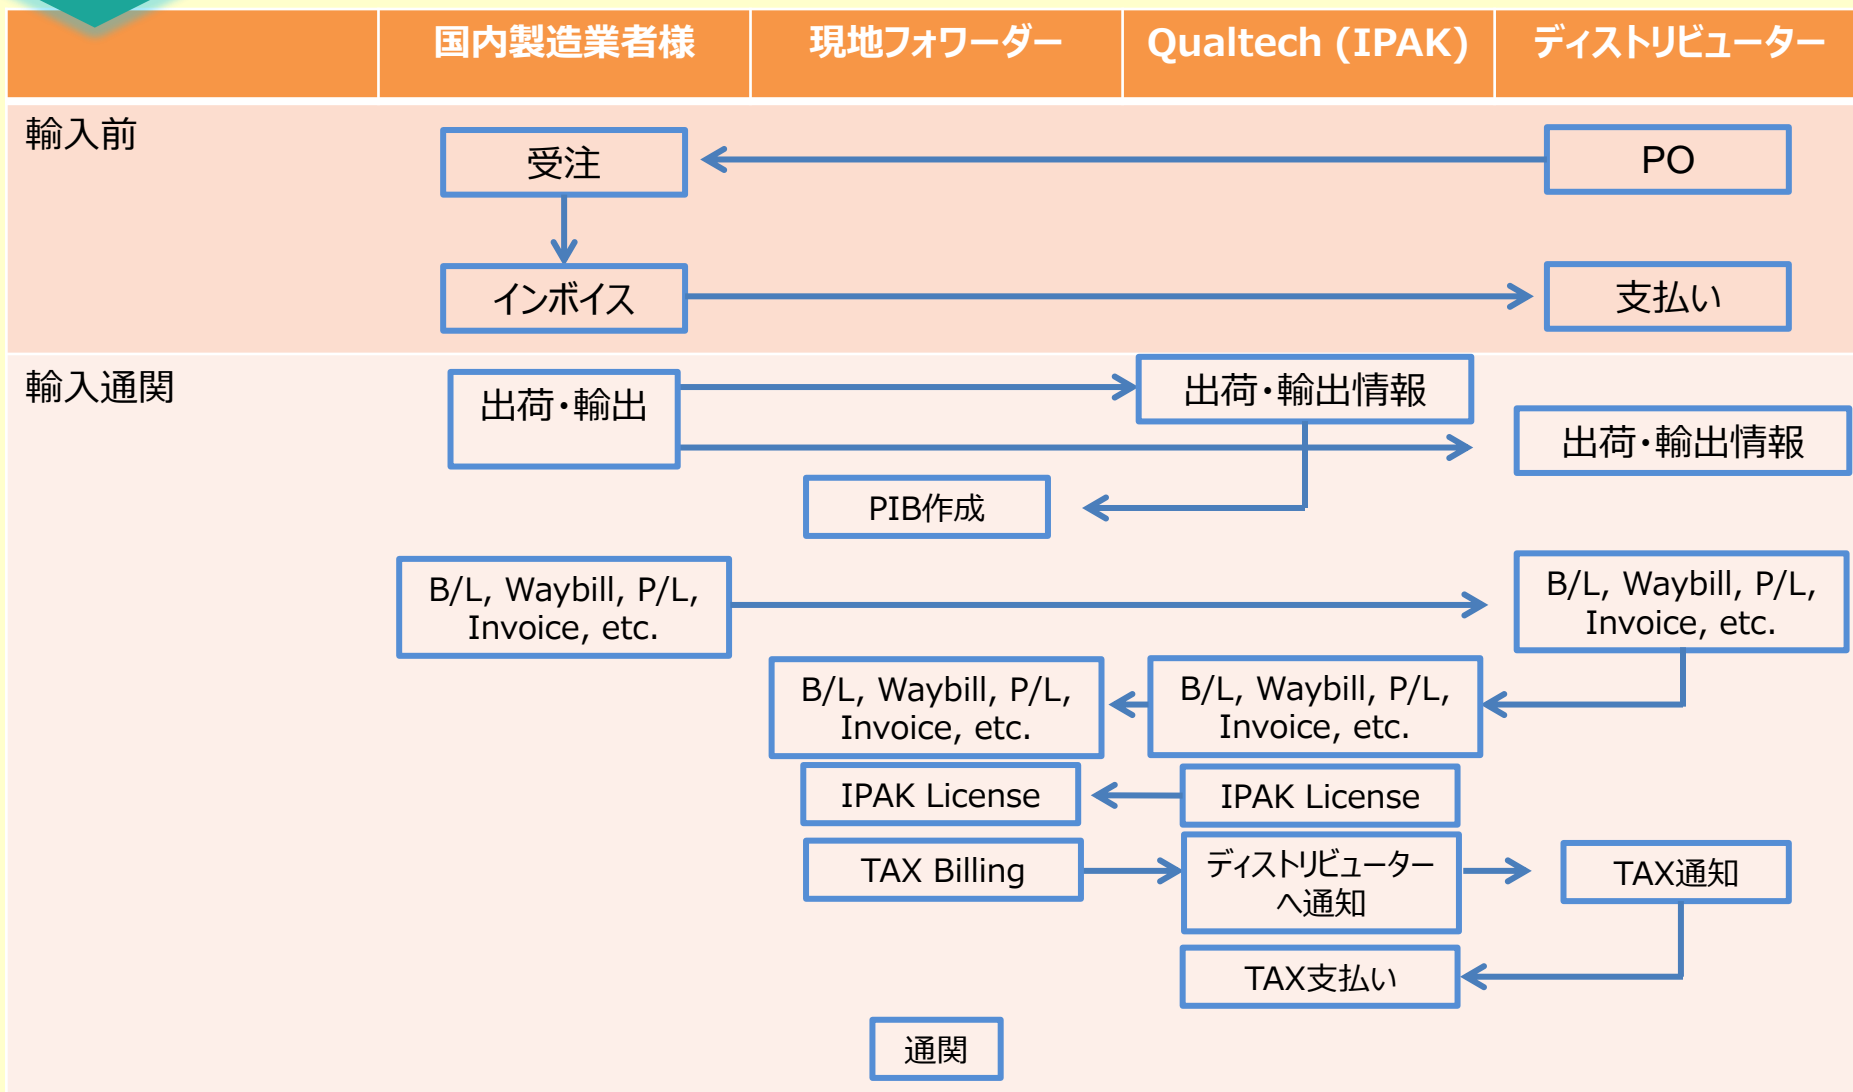 国内製造業者様
現地フォワーダー
Qualtech (IPAK)
ディストリビューター
輸入前
受注
PO
インボイス
支払い
輸入通関
出荷・輸出
出荷・輸出情報
出荷・輸出情報
PIB作成
B/L, Waybill, P/L,
Invoice, etc.
B/L, Waybill, P/L,
Invoice, etc.
B/L, Waybill, P/L,
Invoice, etc.
B/L, Waybill, P/L,
Invoice, etc.
IPAK License
IPAK License
TAX Billing
ディストリビューター
へ通知
TAX通知
TAX支払い
通関